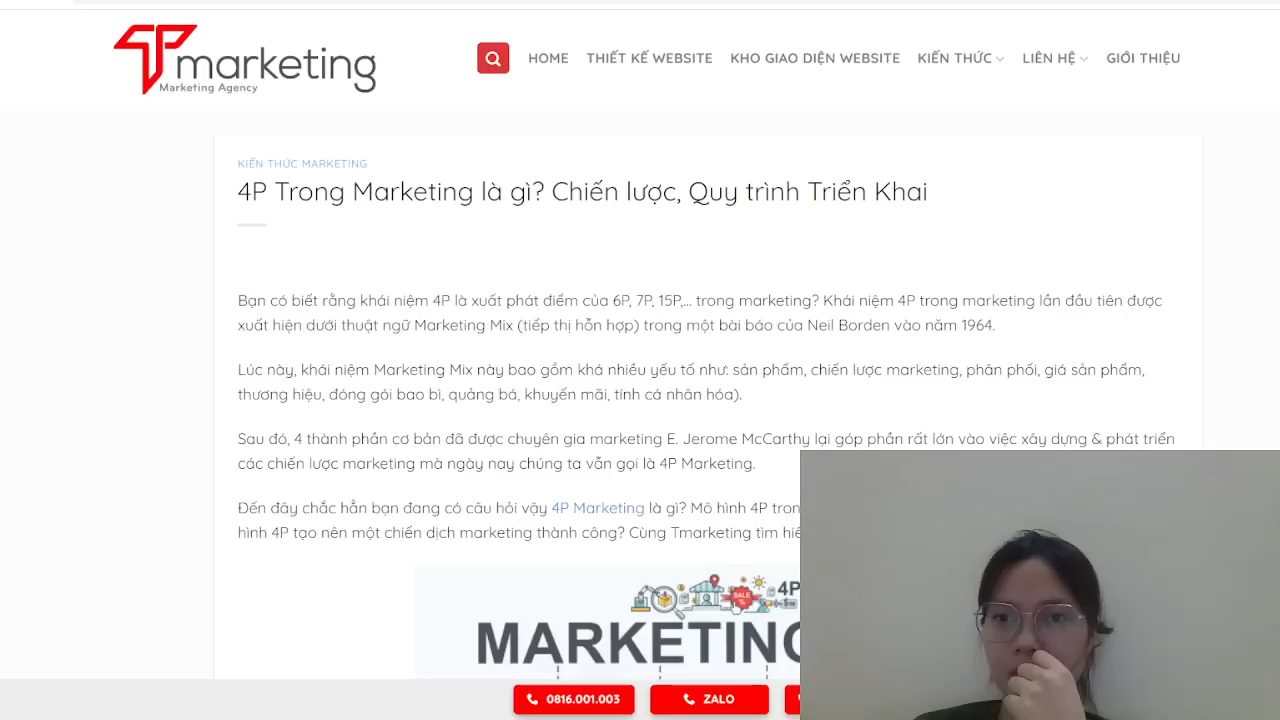 Tmarketing
Marketing Agency
HOME THIẾT KẾ WEBSITE KHO GIAO DIỆN WEBSITE KIẾN THỨC LIÊN HỆ GIỚI THIỆU
KIẾN THỨC MARKETING
4P Trong Marketing là gì? Chiến lược, Quy trình Triển Khai
Bạn có biết rằng khái niệm 4P là xuất phát điểm của 6P, 7P, 15P,... trong marketing? Khái niệm 4P trong marketing lần đầu tiên được
xuất hiện dưới thuật ngữ Marketing Mix (tiếp thị hỗn hợp) trong một bài báo của Neil Borden vào năm 1964.
Lúc này, khái niệm Marketing Mix này bao gồm khá nhiều yếu tố như: sản phẩm, chiến lược marketing, phân phối, giá sản phẩm,
thương hiệu, đóng gói bao bì, quảng bá, khuyến mãi, tính cá nhân hóa).
Sau đó, 4 thành phần cơ bản đã được chuyên gia marketing E. Jerome McCarthy lại góp phần rất lớn vào việc xây dựng & phát triển
các chiến lược marketing mà ngày nay chúng ta vẫn gọi là 4P Marketing.
Đến đây chắc hẳn bạn đang có câu hỏi vậy 4P Marketing là gì? Mô hình 4P tron
hình 4P tạo nên một chiến dịch marketing thành công? Cùng Tmarketing tìm hiể
4P
SALE
MARKETING
0816.001.003 ZALO